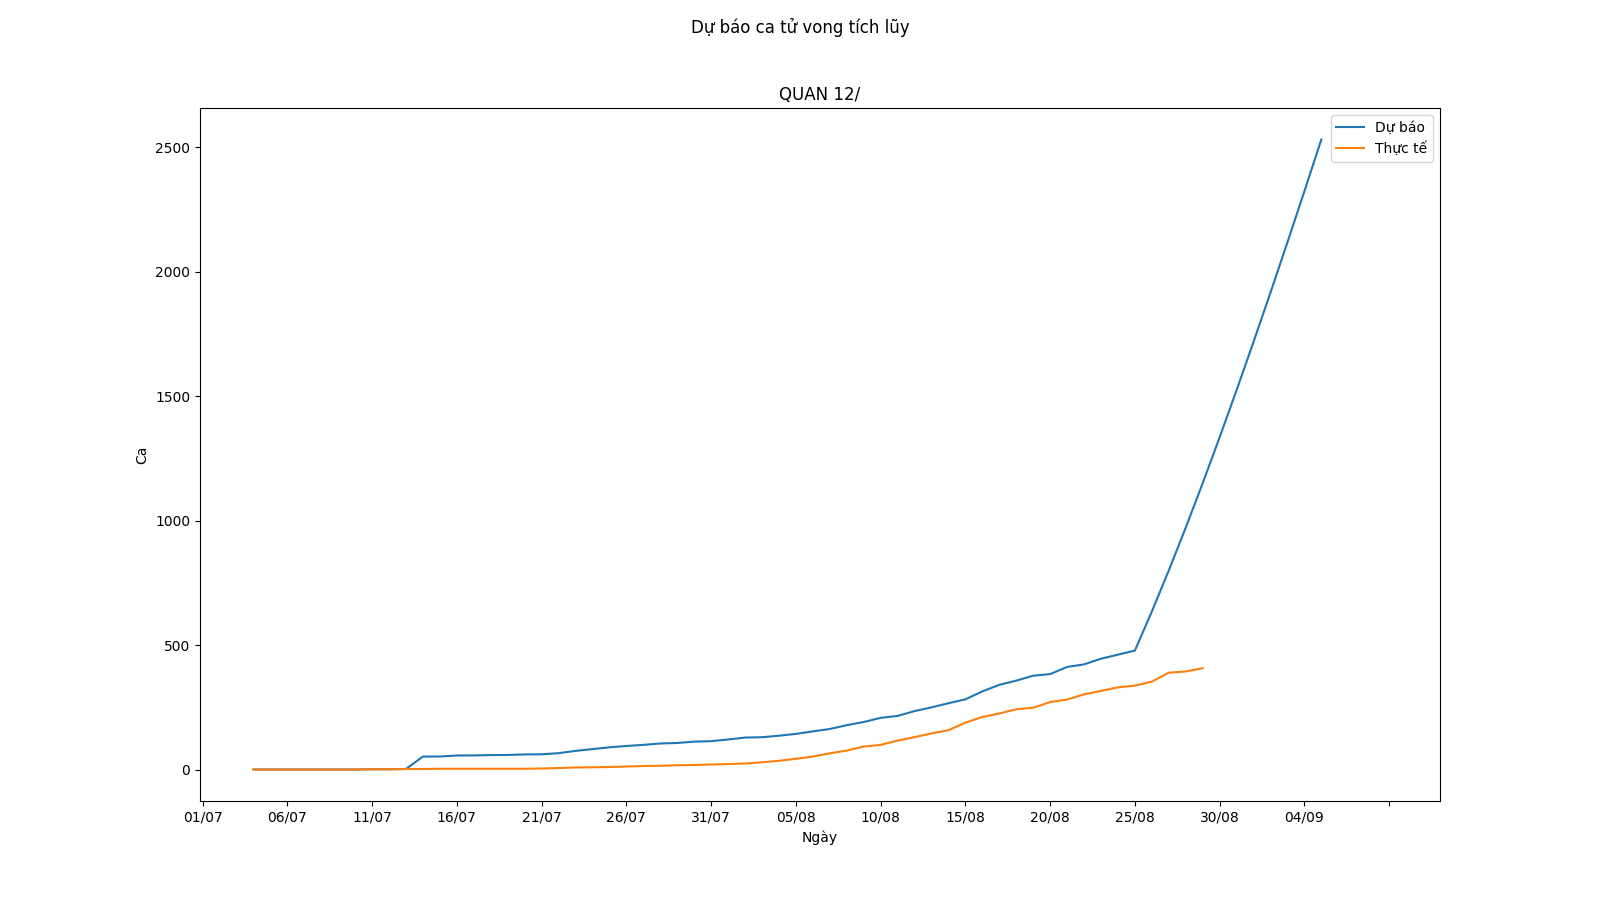 Dự báo ca tử vong tích lũy
QUAN 12/
Dự báo
Thực tế
2500
2000
1500
1000
500
0
Ca
01/07 06/07 11/07 16/07 21/07 26/07 31/07 05/08 10/08 15/08 20/08 25/08 30/08 04/09
Ngày